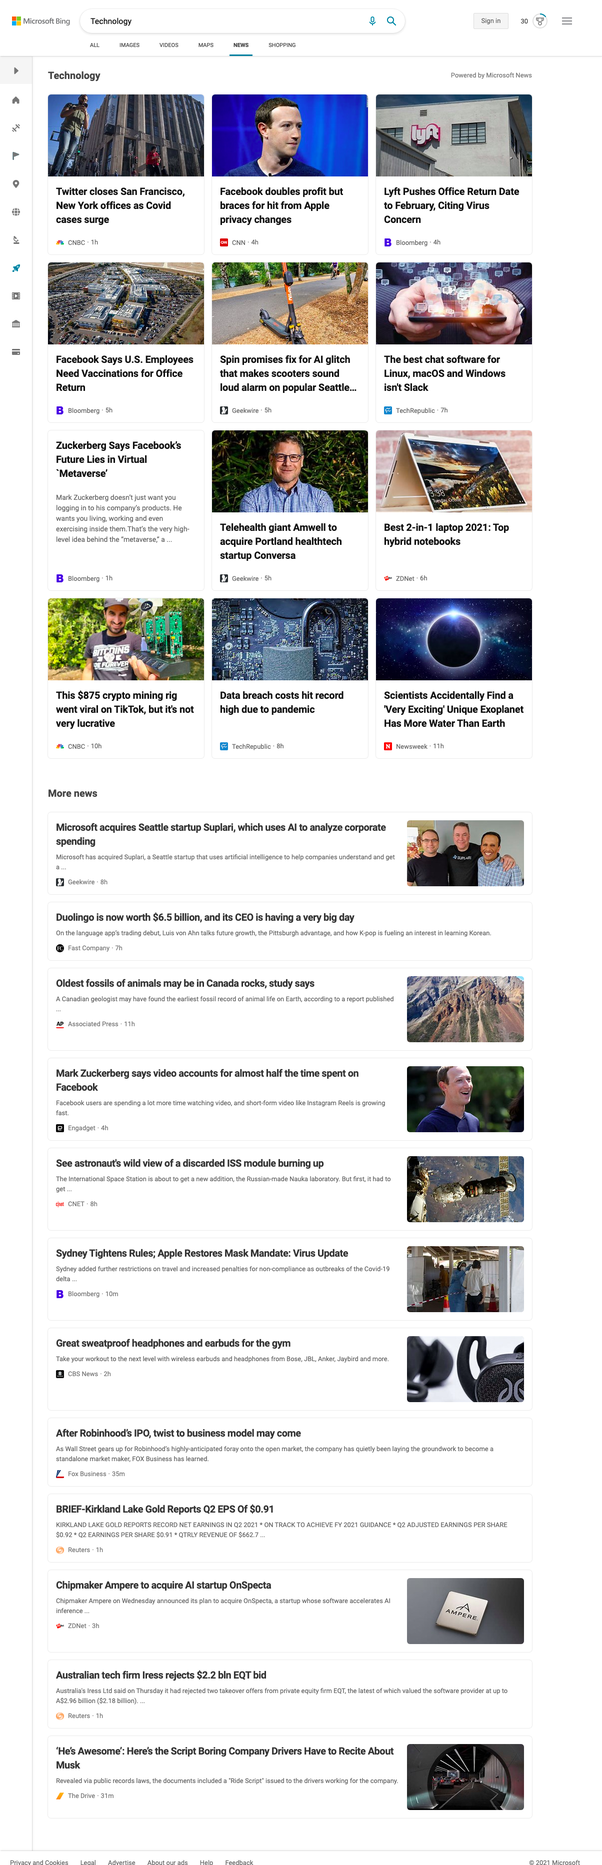 Microsoft Bing
Technology
Sign in
30
ALL
IMAGES
VIDEOS
MAPS
NEWS
SHOPPING
Technology
Powered by Microsoft News
Twitter closes San Francisco,
New York offices as Covid
cases surge
CNBC · 1h
Facebook doubles profit but
braces for hit from Apple
privacy changes
CNN · 4h
lyft
Lyft Pushes Office Return Date
to February, Citing Virus
Concern
Bloomberg · 4h
Facebook Says U.S. Employees
Need Vaccinations for Office
Return
Bloomberg · 5h
Spin promises fix for AI glitch
that makes scooters sound
loud alarm on popular Seattle...
Geekwire · 5h
The best chat software for
Linux, macOS and Windows
isn't Slack
TechRepublic · 7h
Zuckerberg Says Facebook's
Future Lies in Virtual
`Metaverse'
Mark Zuckerberg doesn't just want you
logging in to his company's products. He
wants you living, working and even
exercising inside them.That's the very high-
level idea behind the "metaverse," a ...
Bloomberg · 1h
Telehealth giant Amwell to
acquire Portland healthtech
startup Conversa
Geekwire · 5h
Best 2-in-1 laptop 2021: Top
hybrid notebooks
ZDNet · 6h
This $875 crypto mining rig
went viral on TikTok, but it's not
very lucrative
CNBC · 10h
Data breach costs hit record
high due to pandemic
TechRepublic · 8h
Scientists Accidentally Find a
'Very Exciting' Unique Exoplanet
Has More Water Than Earth
Newsweek · 11h
More news
Microsoft acquires Seattle startup Suplari, which uses AI to analyze corporate
spending
Microsoft has acquired Suplari, a Seattle startup that uses artificial intelligence to help companies understand and get
a ...
Geekwire · 8h
Duolingo is now worth $6.5 billion, and its CEO is having a very big day
On the language app's trading debut, Luis von Ahn talks future growth, the Pittsburgh advantage, and how K-pop is fueling an interest in learning Korean.
Fast Company · 7h
Oldest fossils of animals may be in Canada rocks, study says
A Canadian geologist may have found the earliest fossil record of animal life on Earth, according to a report published
...
AP Associated Press · 11h
Mark Zuckerberg says video accounts for almost half the time spent on
Facebook
Facebook users are spending a lot more time watching video, and short-form video like Instagram Reels is growing
fast.
Engadget · 4h
See astronaut's wild view of a discarded ISS module burning up
The International Space Station is about to get a new addition, the Russian-made Nauka laboratory. But first, it had to
get ...
CNET · 8h
Sydney Tightens Rules; Apple Restores Mask Mandate: Virus Update
Sydney added further restrictions on travel and increased penalties for non-compliance as outbreaks of the Covid-19
delta ...
Bloomberg · 10m
Great sweatproof headphones and earbuds for the gym
Take your workout to the next level with wireless earbuds and headphones from Bose, JBL, Anker, Jaybird and more.
CBS News · 2h
After Robinhood's IPO, twist to business model may come
As Wall Street gears up for Robinhood's highly-anticipated foray onto the open market, the company has quietly been laying the groundwork to become a
standalone market maker, FOX Business has learned.
Fox Business · 35m
BRIEF-Kirkland Lake Gold Reports Q2 EPS Of $0.91
KIRKLAND LAKE GOLD REPORTS RECORD NET EARNINGS IN Q2 2021 * ON TRACK TO ACHIEVE FY 2021 GUIDANCE * Q2 ADJUSTED EARNINGS PER SHARE
$0.92 * Q2 EARNINGS PER SHARE $0.91 * QTRLY REVENUE OF $662.7 ...
Reuters · 1h
Chipmaker Ampere to acquire AI startup OnSpecta
Chipmaker Ampere on Wednesday announced its plan to acquire OnSpecta, a startup whose software accelerates AI
inference ...
ZDNet · 3h
AMPERE
Australian tech firm Iress rejects $2.2 bln EQT bid
Australia's Iress Ltd said on Thursday it had rejected two takeover offers from private equity firm EQT, the latest of which valued the software provider at up to
A$2.96 billion ($2.18 billion). ...
Reuters · 1h
'He's Awesome': Here's the Script Boring Company Drivers Have to Recite About
Musk
Revealed via public records laws, the documents included a "Ride Script" issued to the drivers working for the company.
The Drive · 31m
Privacy and Cookies
Legal
Advertise
About our ads
Help
Feedback
© 2021 Microsoft